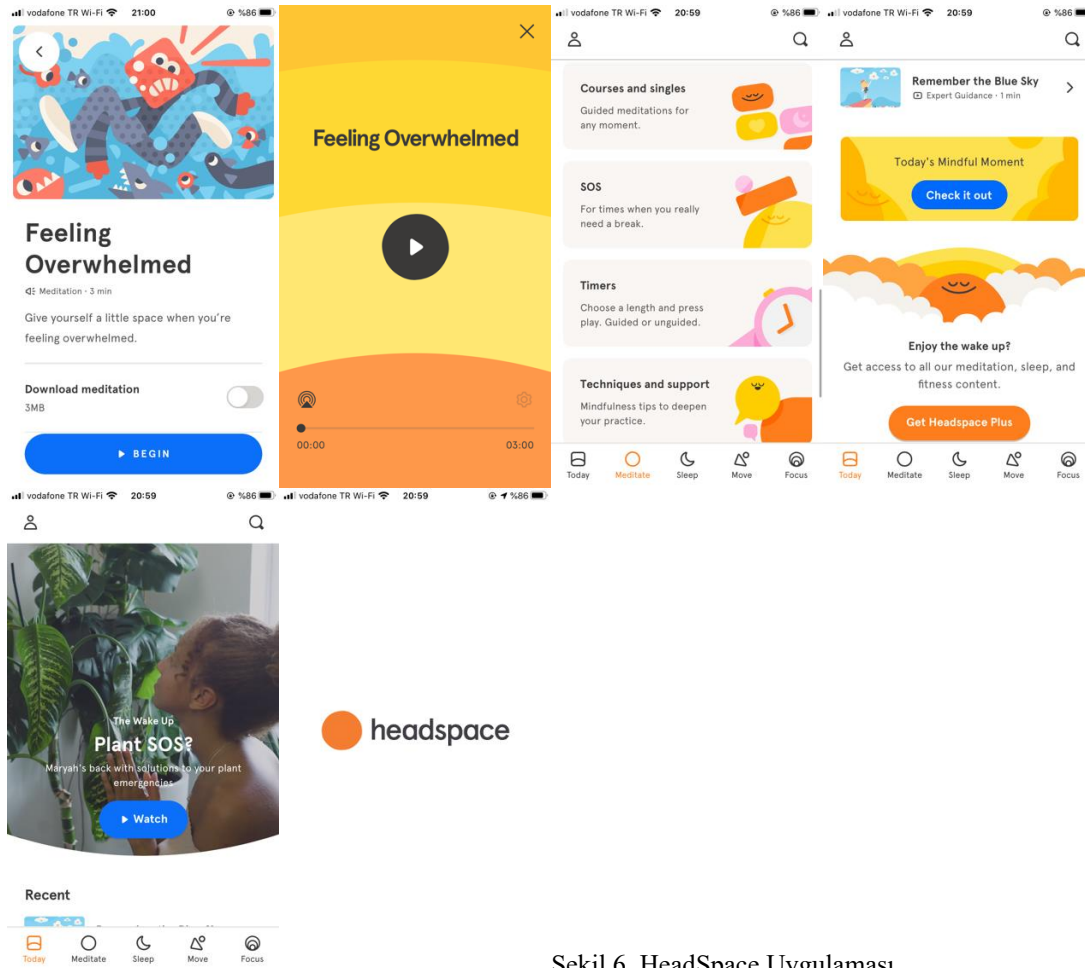 vodafone TR Wi-Fi 21:00 %86
Feeling
Overwhelmed
Meditation · 3 min
Give yourself a little space when you're
feeling overwhelmed.
Download meditation
3MB
BEGIN
Feeling Overwhelmed
00:00 03:00
vodafone TR Wi-Fi 20:59 %86
Courses and singles
Guided meditations for
any moment.
SOS
For times when you really
need a break.
Timers
Choose a length and press
play. Guided or unguided.
Techniques and support
Mindfulness tips to deepen
your practice.
Today Meditate Sleep Move Focus
vodafone TR Wi-Fi 20:59 %86
Remember the Blue Sky
Expert Guidance · 1 min
Today's Mindful Moment
Check it out
Enjoy the wake up?
Get access to all our meditation, sleep, and
fitness content.
Get Headspace Plus
Today Meditate Sleep Move Focus
vodafone TR Wi-Fi 20:59 %86
The Wake Up
Plant SOS?
Maryah's back with solutions to your plant
emergencies
Watch
Recent
Today Meditate Sleep Move Focus
vodafone TR Wi-Fi 20:59 %86
headspace
Şekil 6. HeadSpace Uygulaması